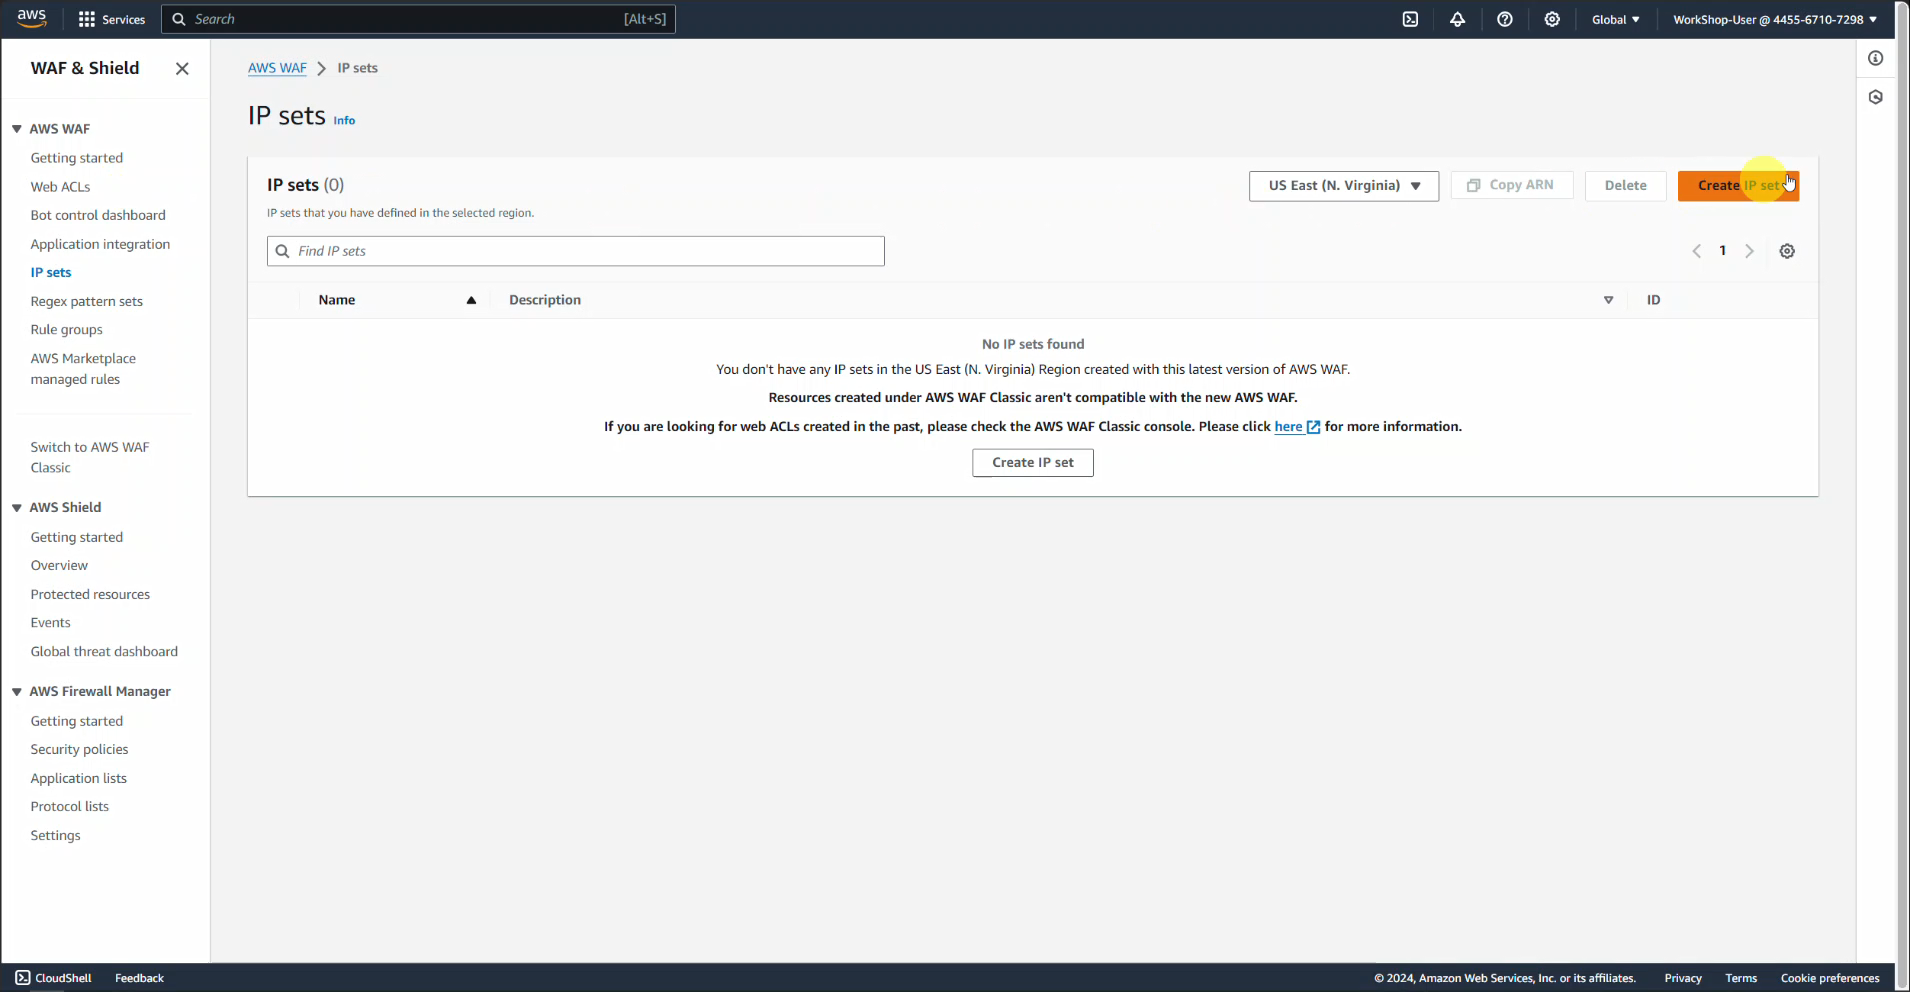 aws
Services
Search [Alt+S]
Global
WorkShop-User @ 4455-6710-7298
WAF & Shield
AWS WAF
Getting started
Web ACLs
Bot control dashboard
Application integration
IP sets
Regex pattern sets
Rule groups
AWS Marketplace
managed rules
Switch to AWS WAF
Classic
AWS Shield
Getting started
Overview
Protected resources
Events
Global threat dashboard
AWS Firewall Manager
Getting started
Security policies
Application lists
Protocol lists
Settings
AWS WAF > IP sets
IP sets Info
IP sets (0)
IP sets that you have defined in the selected region.
US East (N. Virginia)
Copy ARN
Delete
Create IP set
Find IP sets
1
Name Description ID
No IP sets found
You don't have any IP sets in the US East (N. Virginia) Region created with this latest version of AWS WAF.
Resources created under AWS WAF Classic aren't compatible with the new AWS WAF.
If you are looking for web ACLs created in the past, please check the AWS WAF Classic console. Please click here for more information.
Create IP set
CloudShell Feedback
© 2024, Amazon Web Services, Inc. or its affiliates. Privacy Terms Cookie preferences